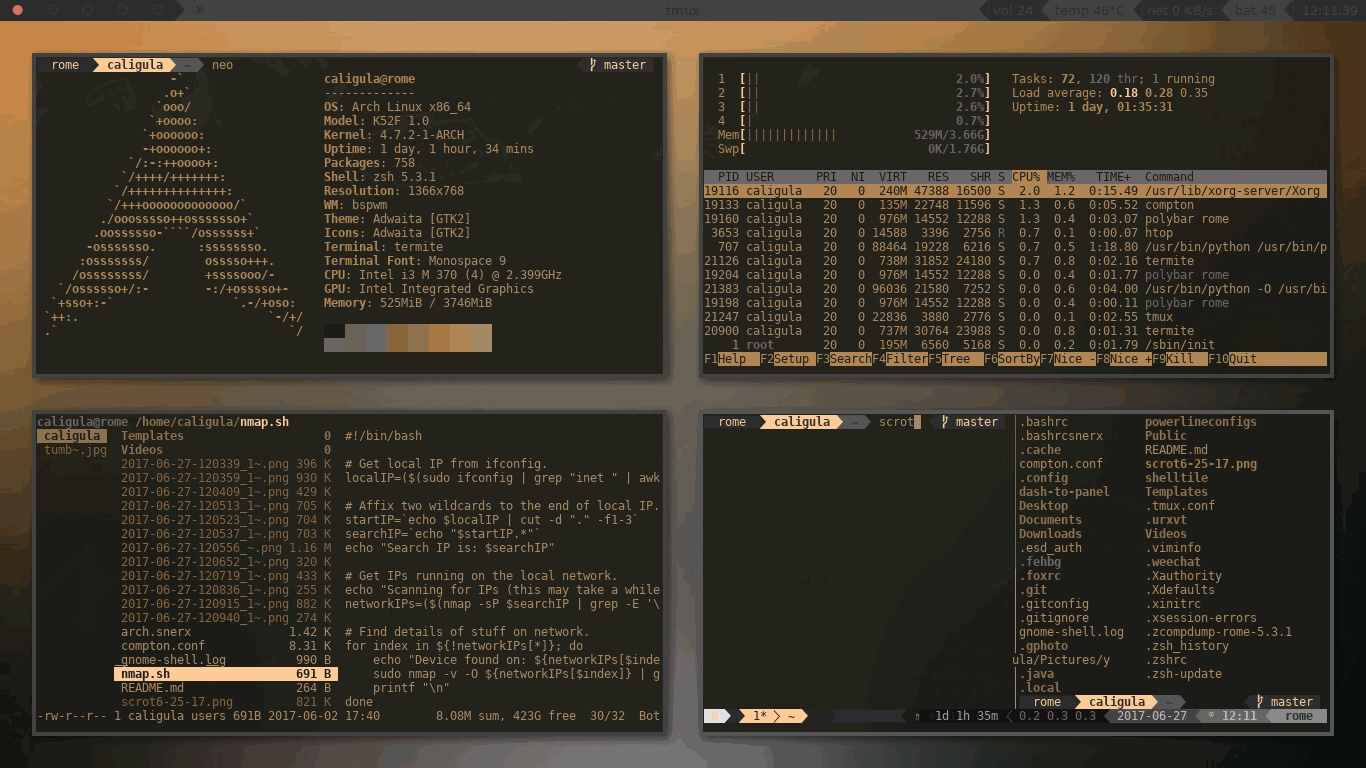 » tmux vol 24 temp 46°C net 0 KB/s bat 45 12:11:39
rome caligula ~ neo master
caligula@rome
-------------
OS: Arch Linux x86_64
Model: K52F 1.0
Kernel: 4.7.2-1-ARCH
Uptime: 1 day, 1 hour, 34 mins
Packages: 758
Shell: zsh 5.3.1
Resolution: 1366x768
WM: bspwm
Theme: Adwaita [GTK2]
Icons: Adwaita [GTK2]
Terminal: termite
Terminal Font: Monospace 9
CPU: Intel i3 M 370 (4) @ 2.399GHz
GPU: Intel Integrated Graphics
Memory: 525MiB / 3746MiB
1 [|| 2.0%] Tasks: 72, 120 thr; 1 running
2 [|| 2.7%] Load average: 0.18 0.28 0.35
3 [|| 2.6%] Uptime: 1 day, 01:35:31
4 [| 0.7%]
Mem[||||||||||||| 529M/3.66G]
Swp[ 0K/1.76G]
PID USER PRI NI VIRT RES SHR S CPU% MEM% TIME+ Command
19116 caligula 20 0 240M 47388 16500 S 2.0 1.2 0:15.49 /usr/lib/xorg-server/Xorg
19133 caligula 20 0 135M 22748 11596 S 1.3 0.6 0:05.52 compton
19160 caligula 20 0 976M 14552 12288 S 1.3 0.4 0:03.07 polybar rome
3653 caligula 20 0 14588 3396 2756 R 0.7 0.1 0:00.07 htop
707 caligula 20 0 88464 19228 6216 S 0.7 0.5 1:18.80 /usr/bin/python /usr/bin/p
21126 caligula 20 0 738M 31852 24180 S 0.7 0.8 0:02.16 termite
19204 caligula 20 0 976M 14552 12288 S 0.0 0.4 0:01.77 polybar rome
21383 caligula 20 0 96036 21580 7252 S 0.0 0.6 0:04.00 /usr/bin/python -O /usr/bi
19198 caligula 20 0 976M 14552 12288 S 0.0 0.4 0:00.11 polybar rome
21247 caligula 20 0 22836 3880 2776 S 0.0 0.1 0:02.55 tmux
20900 caligula 20 0 737M 30764 23988 S 0.0 0.8 0:01.31 termite
1 root 20 0 195M 6560 5168 S 0.0 0.2 0:01.79 /sbin/init
F1Help F2Setup F3SearchF4FilterF5Tree F6SortByF7Nice -F8Nice +F9Kill F10Quit
caligula@rome /home/caligula/nmap.sh
caligula Templates 0 #!/bin/bash
tumb~.jpg Videos 0
2017-06-27-120339_1~.png 396 K # Get local IP from ifconfig.
2017-06-27-120359_1~.png 930 K localIP=($(sudo ifconfig | grep "inet " | awk
2017-06-27-120409_1~.png 429 K
2017-06-27-120513_1~.png 705 K # Affix two wildcards to the end of local IP.
2017-06-27-120523_1~.png 704 K startIP=`echo $localIP | cut -d "." -f1-3`
2017-06-27-120537_1~.png 703 K searchIP=`echo "$startIP.*"`
2017-06-27-120556_~.png 1.16 M echo "Search IP is: $searchIP"
2017-06-27-120652_1~.png 320 K
2017-06-27-120719_1~.png 433 K # Get IPs running on the local network.
2017-06-27-120836_1~.png 255 K echo "Scanning for IPs (this may take a while
2017-06-27-120915_1~.png 882 K networkIPs=($(nmap -sP $searchIP | grep -E '\
2017-06-27-120940_1~.png 274 K
arch.snerx 1.42 K # Find details of stuff on network.
compton.conf 8.31 K for index in ${!networkIPs[*]}; do
_gnome-shell.log 990 B echo "Device found on: ${networkIPs[$inde
nmap.sh 691 B sudo nmap -v -O ${networkIPs[$index]} | g
README.md 264 B printf "\n"
scrot6-25-17.png 821 K done
-rw-r--r-- 1 caligula users 691B 2017-06-02 17:40 8.08M sum, 423G free 30/32 Bot
rome caligula ~ scrot master
.bashrc powerlineconfigs
.bashrcsnerx Public
.cache README.md
compton.conf scrot6-25-17.png
.config shelltile
dash-to-panel Templates
Desktop .tmux.conf
Documents .urxvt
Downloads Videos
.esd_auth .viminfo
.fehbg .weechat
.foxrc .Xauthority
.git .Xdefaults
.gitconfig .xinitrc
.gitignore .xsession-errors
gnome-shell.log .zcompdump-rome-5.3.1
.gphoto .zsh_history
ula/Pictures/y .zshrc
.java .zsh-update
.local
rome caligula ~ master
0 1* ~ ⇑ 1d 1h 35m 0.2 0.3 0.3 2017-06-27 12:11 rome